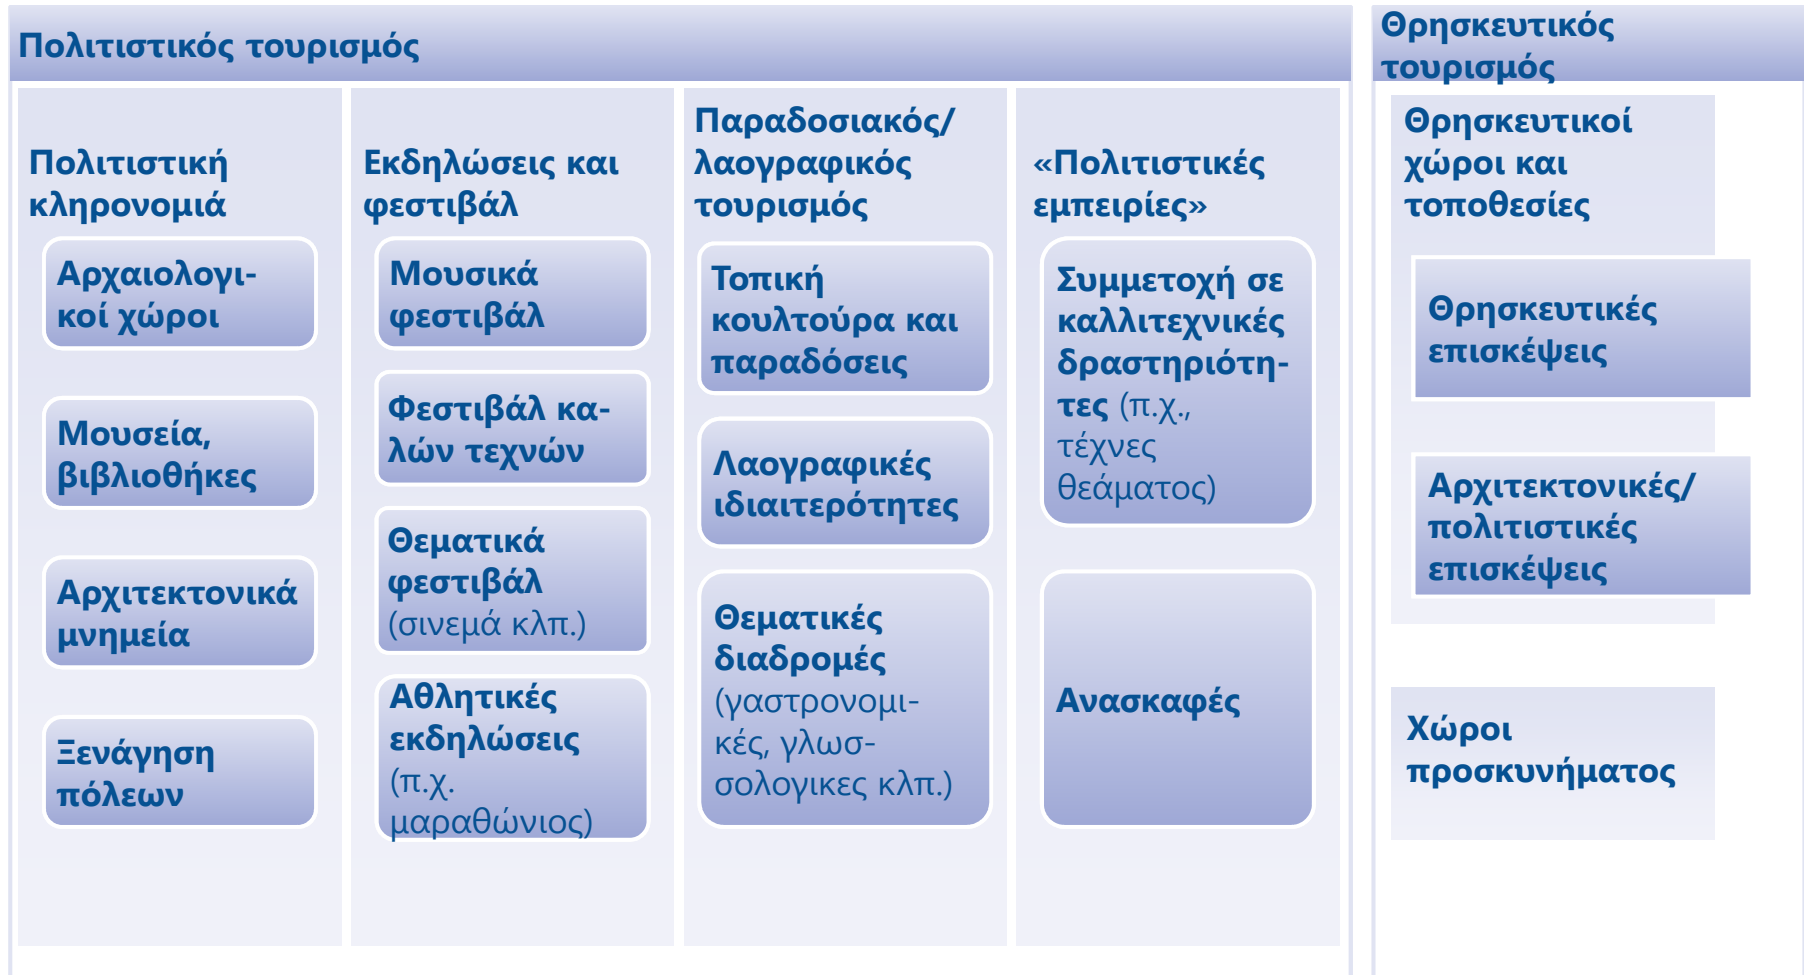 Πολιτιστικός τουρισμός
Πολιτιστική
κληρονομιά
Αρχαιολογι-
κοί χώροι
Μουσεία,
βιβλιοθήκες
Αρχιτεκτονικά
μνημεία
Ξενάγηση
πόλεων
Εκδηλώσεις και
φεστιβάλ
Μουσικά
φεστιβάλ
Φεστιβάλ κα-
λών τεχνών
Θεματικά
φεστιβάλ
(σινεμά κλπ.)
Αθλητικές
εκδηλώσεις
(π.χ.
μαραθώνιος)
Παραδοσιακός/
λαογραφικός
τουρισμός
Τοπική
κουλτούρα και
παραδόσεις
Λαογραφικές
ιδιαιτερότητες
Θεματικές
διαδρομές
(γαστρονομι-
κές, γλωσ-
σολογικες κλπ.)
«Πολιτιστικές
εμπειρίες»
Συμμετοχή σε
καλλιτεχνικές
δραστηριότη-
τες (π.χ.,
τέχνες
θεάματος)
Ανασκαφές
Θρησκευτικός
τουρισμός
Θρησκευτικοί
χώροι και
τοποθεσίες
Θρησκευτικές
επισκέψεις
Αρχιτεκτονικές/
πολιτιστικές
επισκέψεις
Χώροι
προσκυνήματος